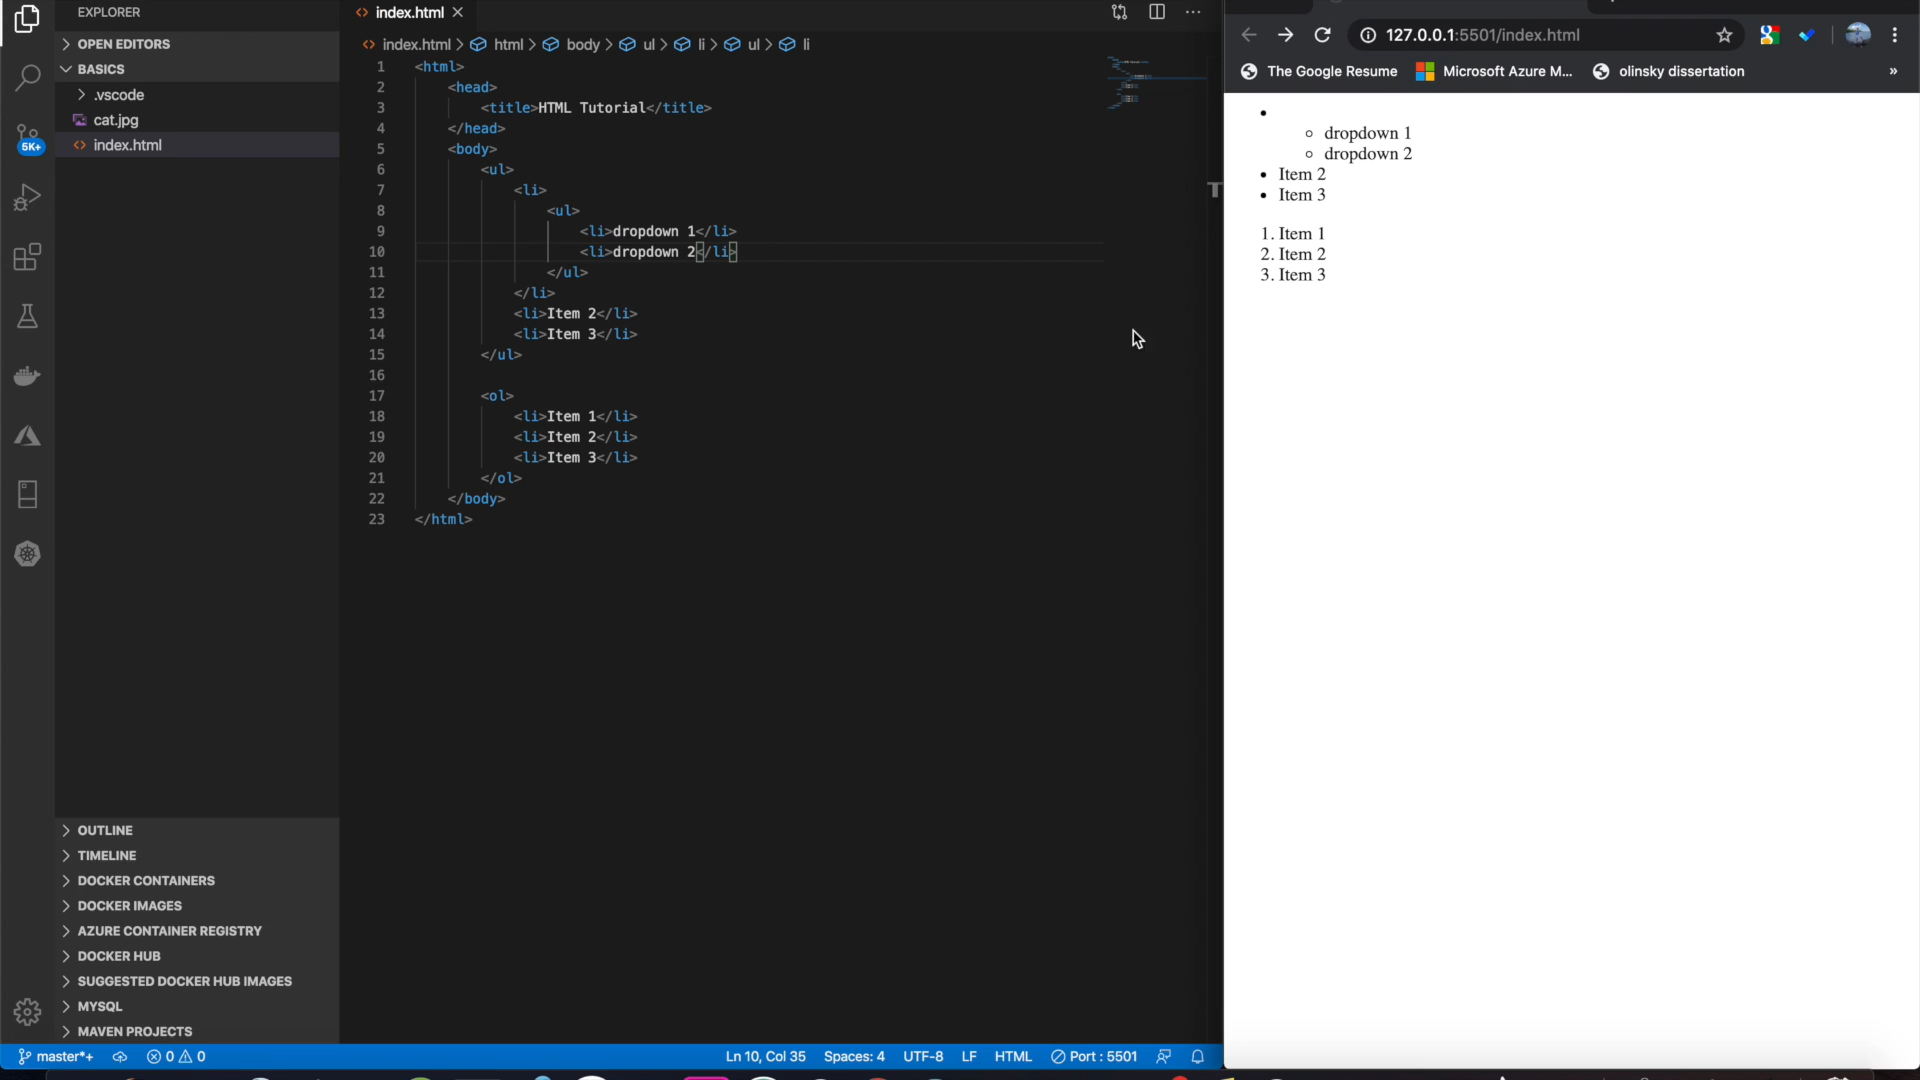 EXPLORER
OPEN EDITORS
BASICS
.vscode
cat.jpg
index.html
5K+
OUTLINE
TIMELINE
DOCKER CONTAINERS
DOCKER IMAGES
AZURE CONTAINER REGISTRY
DOCKER HUB
SUGGESTED DOCKER HUB IMAGES
MYSQL
MAVEN PROJECTS
index.html
index.html > html > body > ul > li > ul > li
1 <html>
2 <head>
3 <title>HTML Tutorial</title>
4 </head>
5 <body>
6 <ul>
7 <li>
8 <ul>
9 <li>dropdown 1</li>
10 <li>dropdown 2</li>
11 </ul>
12 </li>
13 <li>Item 2</li>
14 <li>Item 3</li>
15 </ul>
16
17 <ol>
18 <li>Item 1</li>
19 <li>Item 2</li>
20 <li>Item 3</li>
21 </ol>
22 </body>
23 </html>
master*+ 0 0 Ln 10, Col 35 Spaces: 4 UTF-8 LF HTML Port : 5501
127.0.0.1:5501/index.html
The Google Resume Microsoft Azure M... olinsky dissertation »
dropdown 1
dropdown 2
Item 2
Item 3
1. Item 1
2. Item 2
3. Item 3